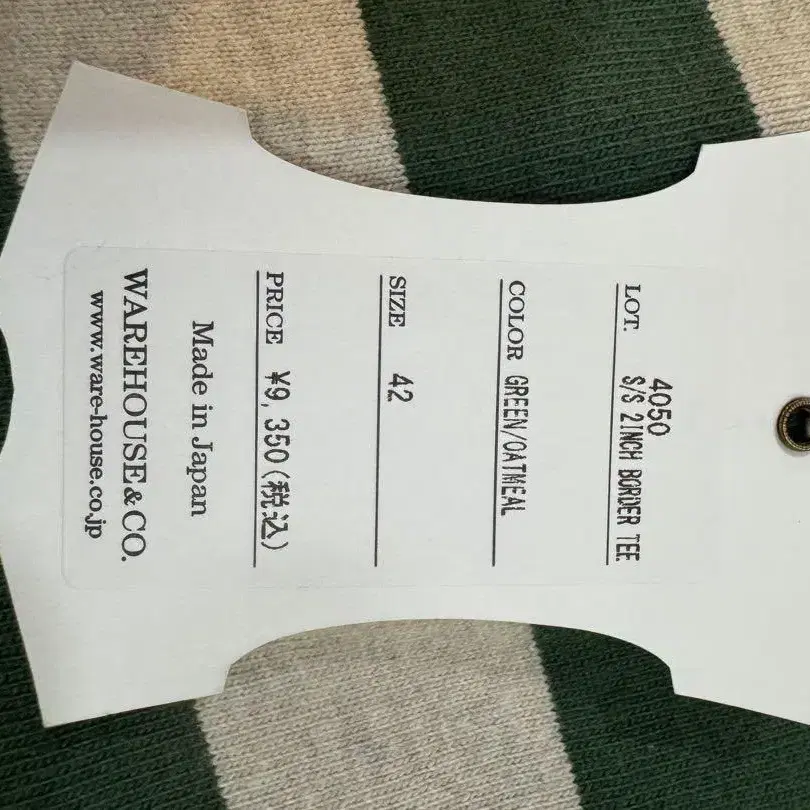 LOT. 4050
S/S 2INCH BORDER TEE
COLOR GREEN/OATMEAL
SIZE 42
PRICE ¥9,350(税込)
Made in Japan
WAREHOUSE&CO.
www.ware-house.co.jp